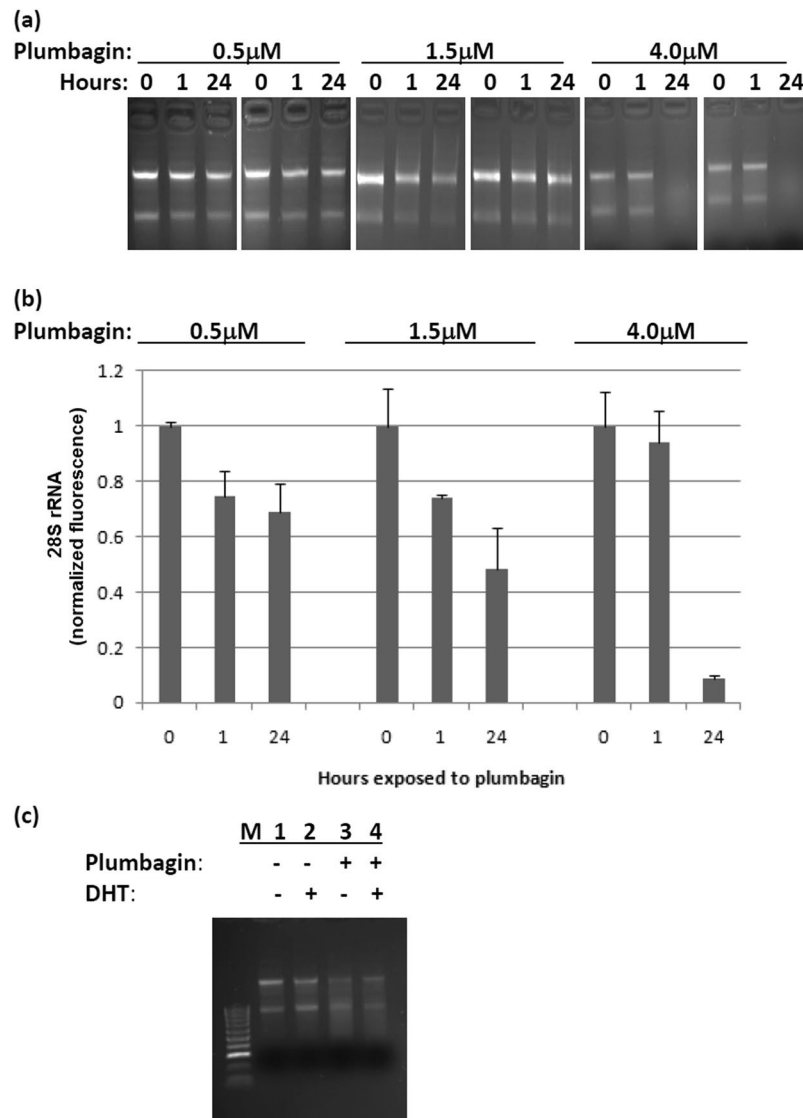 (a)
Plumbagin: 0.5µM 1.5µM 4.0µM
Hours: 0 1 24 0 1 24 0 1 24 0 1 24 0 1 24 0 1 24
(b)
Plumbagin: 0.5µM 1.5µM 4.0µM
28S rRNA
(normalized fluorescence)
1.2
1
0.8
0.6
0.4
0.2
0
0 1 24 0 1 24 0 1 24
Hours exposed to plumbagin
(c)
M 1 2 3 4
Plumbagin: - - + +
DHT: - + - +